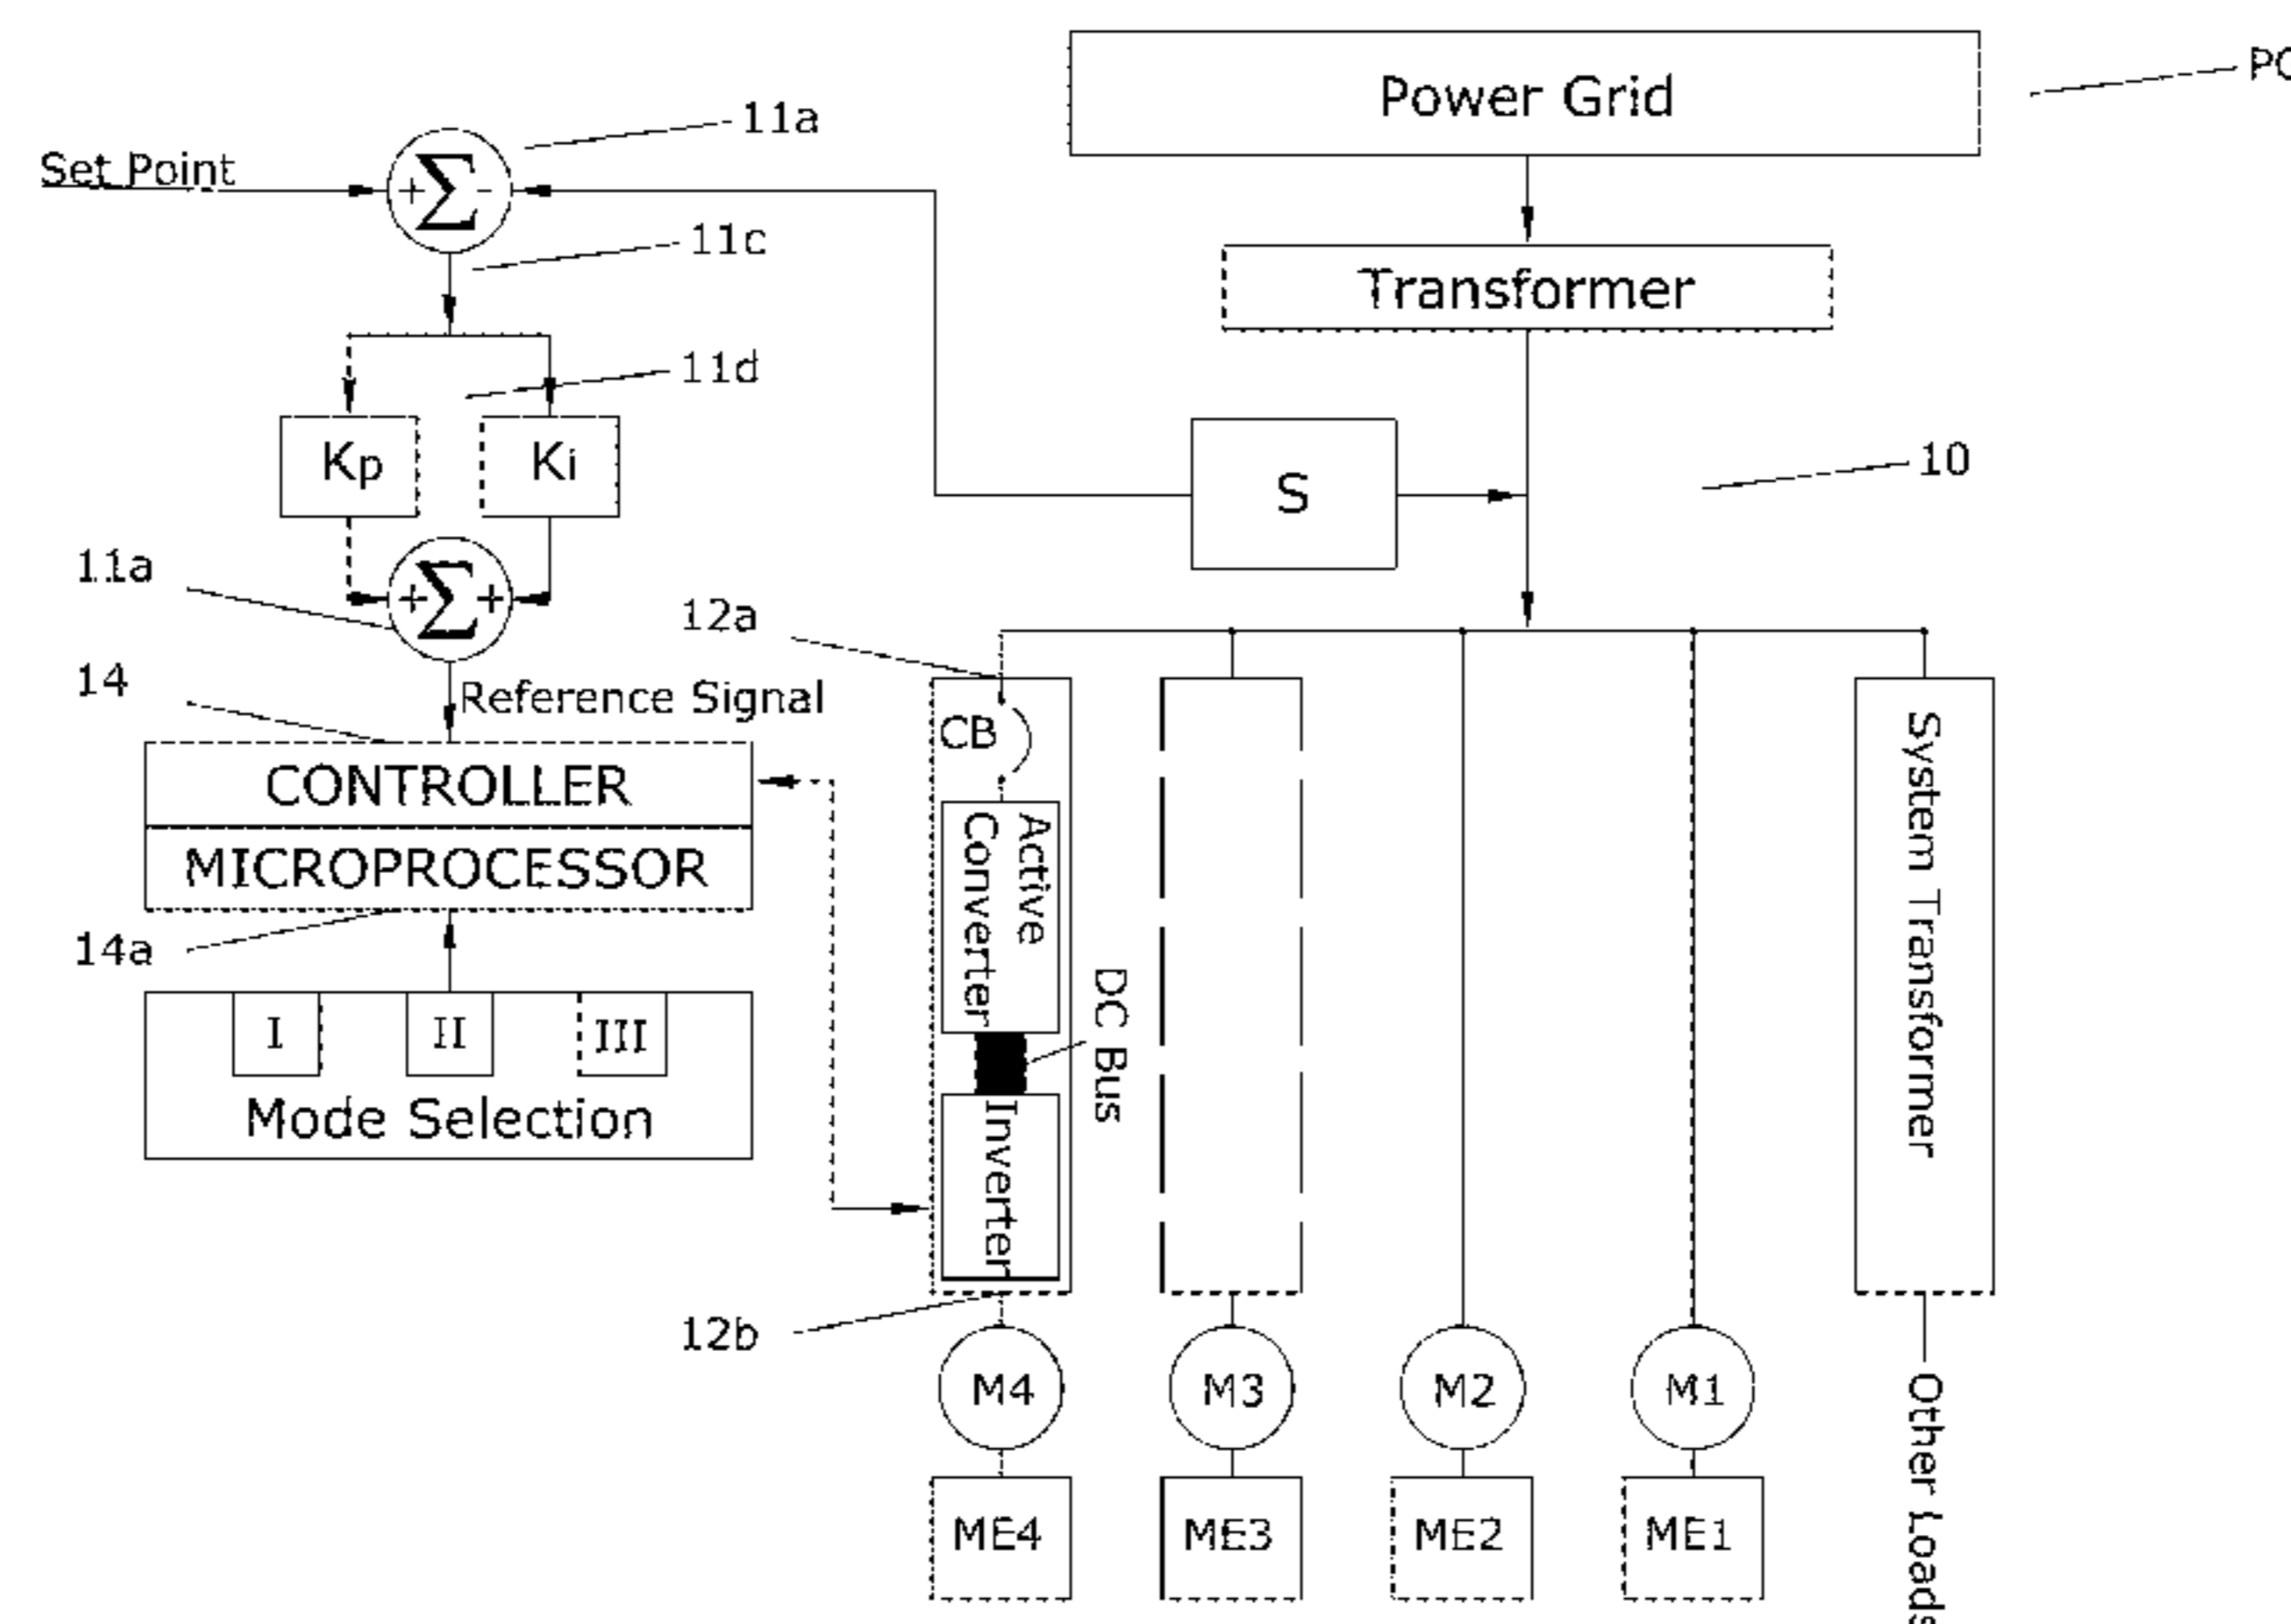 Power Grid
PG
11a
Set Point
+ Σ -
11c
Transformer
11d
Kp
Ki
S
10
11a
+ Σ +
12a
14
Reference Signal
CB
CONTROLLER
MICROPROCESSOR
14a
Active
Converter
DC Bus
Inverter
System Transformer
I
II
III
Mode Selection
12b
M4
M3
M2
M1
Other Loads
ME4
ME3
ME2
ME1